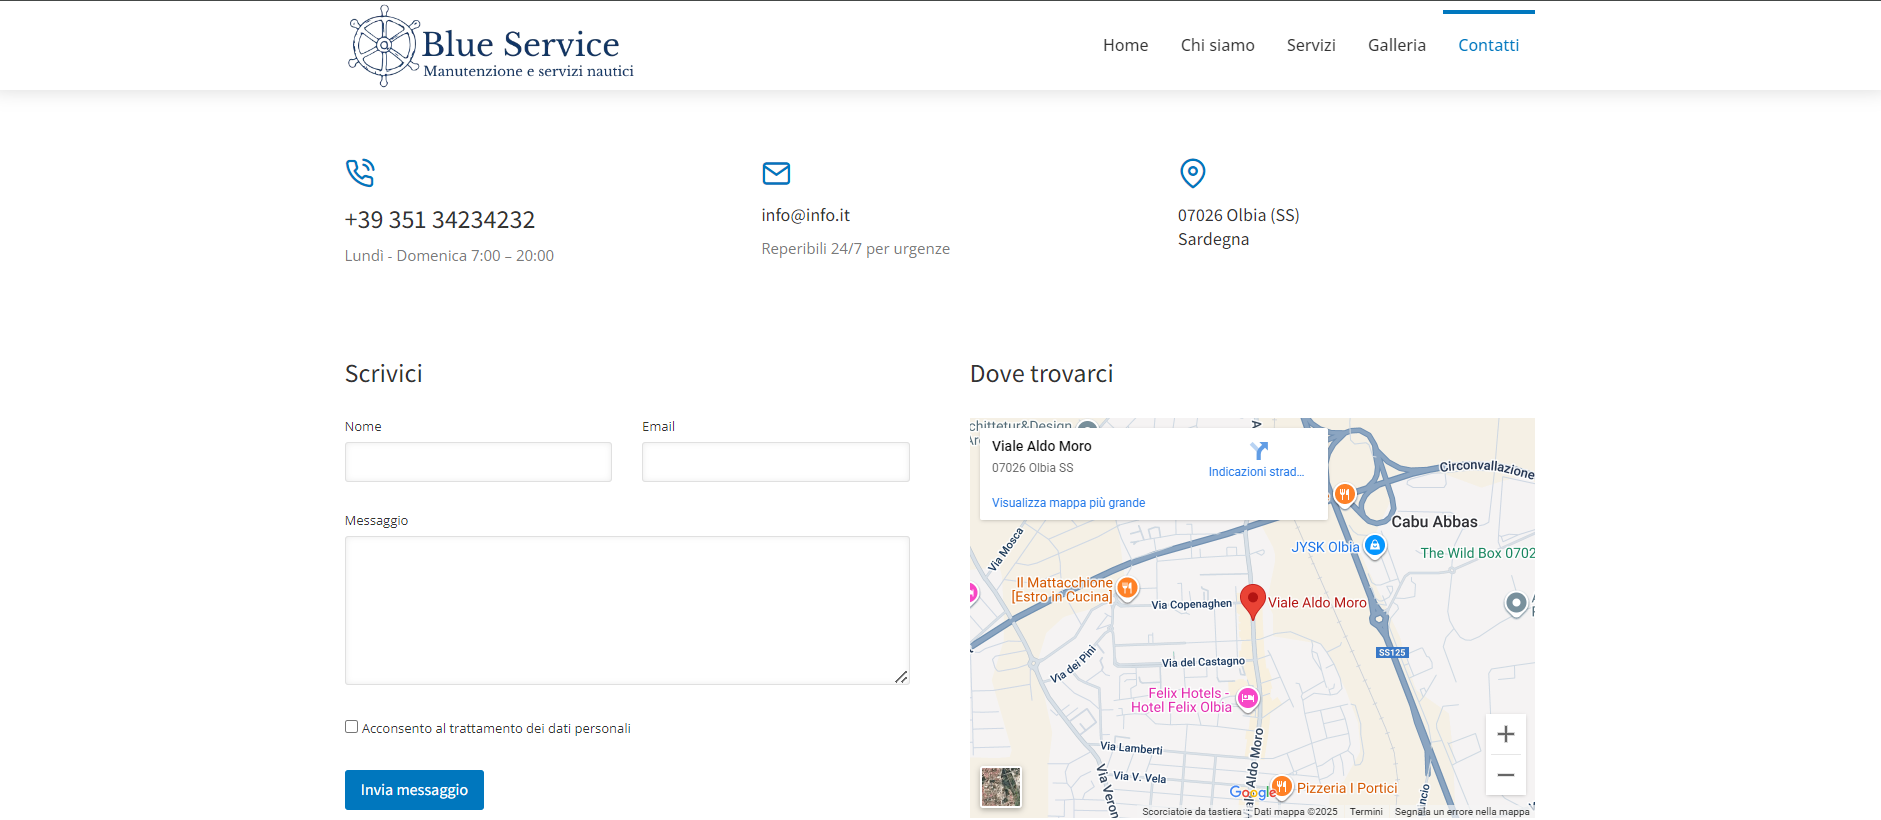 Blue Service
Manutenzione e servizi nautici
Home
Chi siamo
Servizi
Galleria
Contatti
+39 351 34234232
Lundì - Domenica 7:00 – 20:00
info@info.it
Reperibili 24/7 per urgenze
07026 Olbia (SS)
Sardegna
Scrivici
Nome
Email
Messaggio
Acconsento al trattamento dei dati personali
Invia messaggio
Dove trovarci
Viale Aldo Moro
07026 Olbia SS
Indicazioni strad...
Visualizza mappa più grande
Circonvallazione
Cabu Abbas
JYSK Olbia
The Wild Box 0702
Via Mosca
Il Mattacchione
[Estro in Cucina]
Via Copenaghen
Viale Aldo Moro
SS125
Via dei Pini
Via del Castagno
Felix Hotels -
Hotel Felix Olbia
Via Lamberti
Via V. Vela
Aldo Moro
Pizzeria I Portici
Google
Scorciatoie da tastiera
Dati mappa ©2025
Termini
Segnala un errore nella mappa